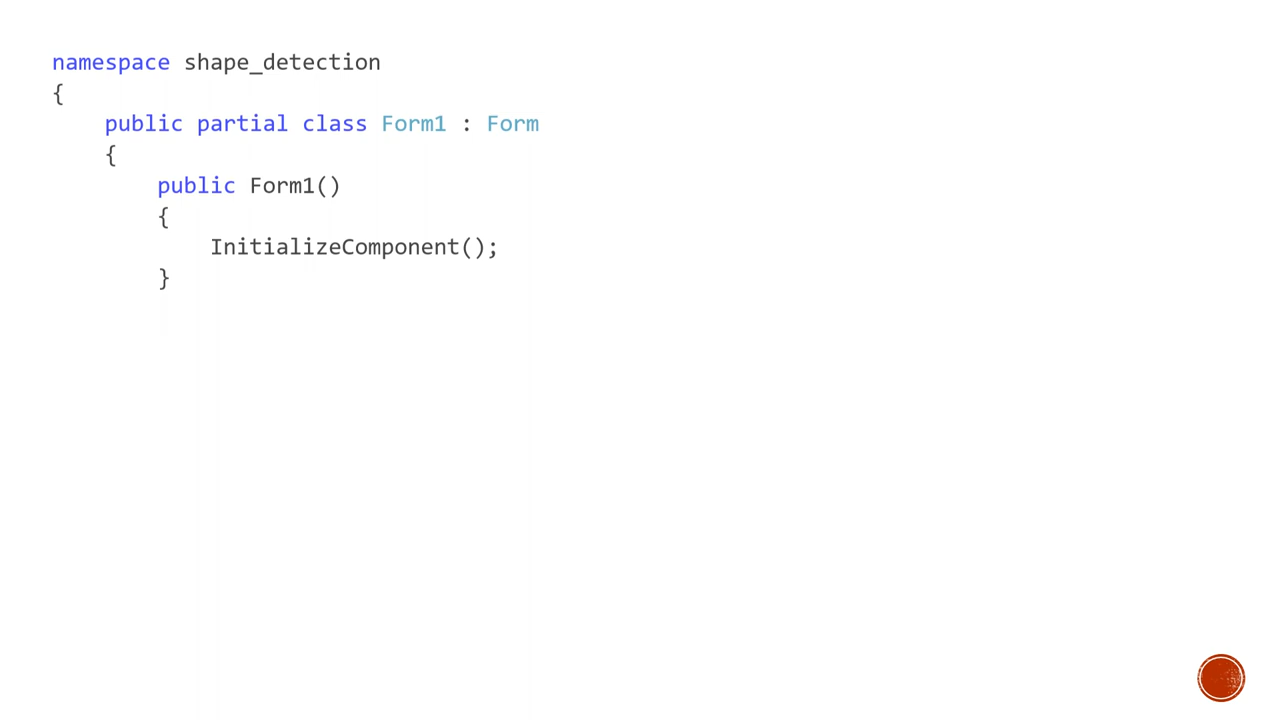 namespace shape_detection
{
    public partial class Form1 : Form
    {
        public Form1()
        {
            InitializeComponent();
        }